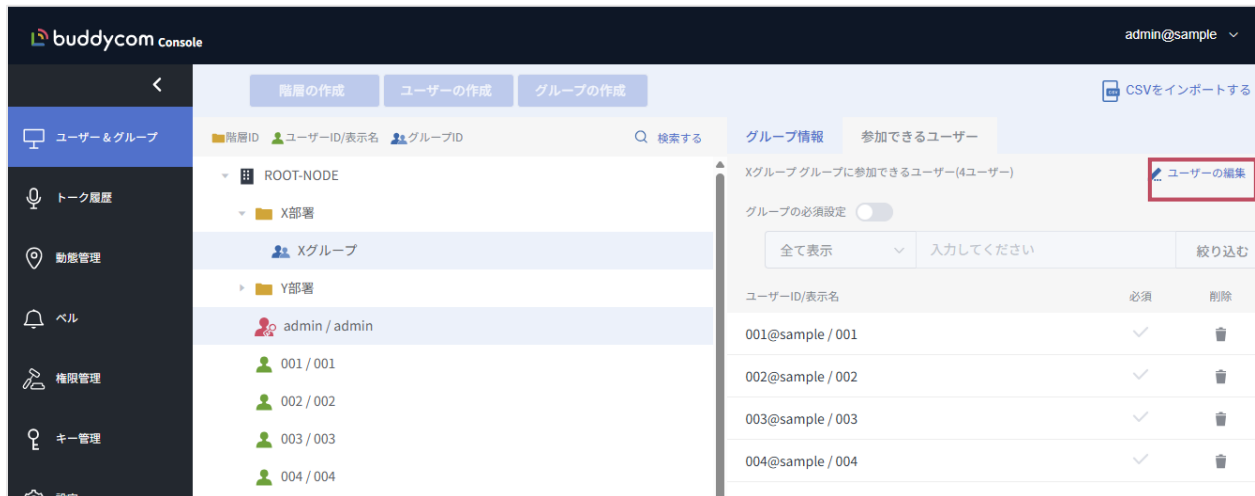 buddycom Console
admin@sample
階層の作成
ユーザーの作成
グループの作成
CSVをインポートする
ユーザー＆グループ
トーク履歴
動態管理
ベル
権限管理
キー管理
階層ID ユーザーID/表示名 グループID
検索する
ROOT-NODE
X部署
Xグループ
Y部署
admin / admin
001 / 001
002 / 002
003 / 003
004 / 004
グループ情報
参加できるユーザー
Xグループ グループに参加できるユーザー(4ユーザー)
ユーザーの編集
グループの必須設定
全て表示
入力してください
絞り込む
ユーザーID/表示名
必須
削除
001@sample / 001
002@sample / 002
003@sample / 003
004@sample / 004